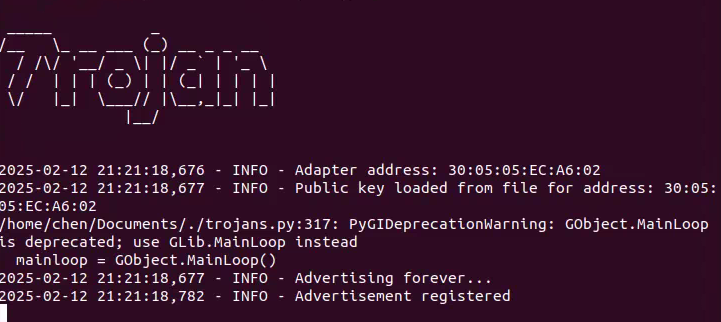 Trojan
2025-02-12 21:21:18,676 - INFO - Adapter address: 30:05:05:EC:A6:02
2025-02-12 21:21:18,677 - INFO - Public key loaded from file for address: 30:05:
05:EC:A6:02
/home/chen/Documents/./trojans.py:317: PyGIDeprecationWarning: GObject.MainLoop
is deprecated; use GLib.MainLoop instead
mainloop = GObject.MainLoop()
2025-02-12 21:21:18,677 - INFO - Advertising forever...
2025-02-12 21:21:18,782 - INFO - Advertisement registered